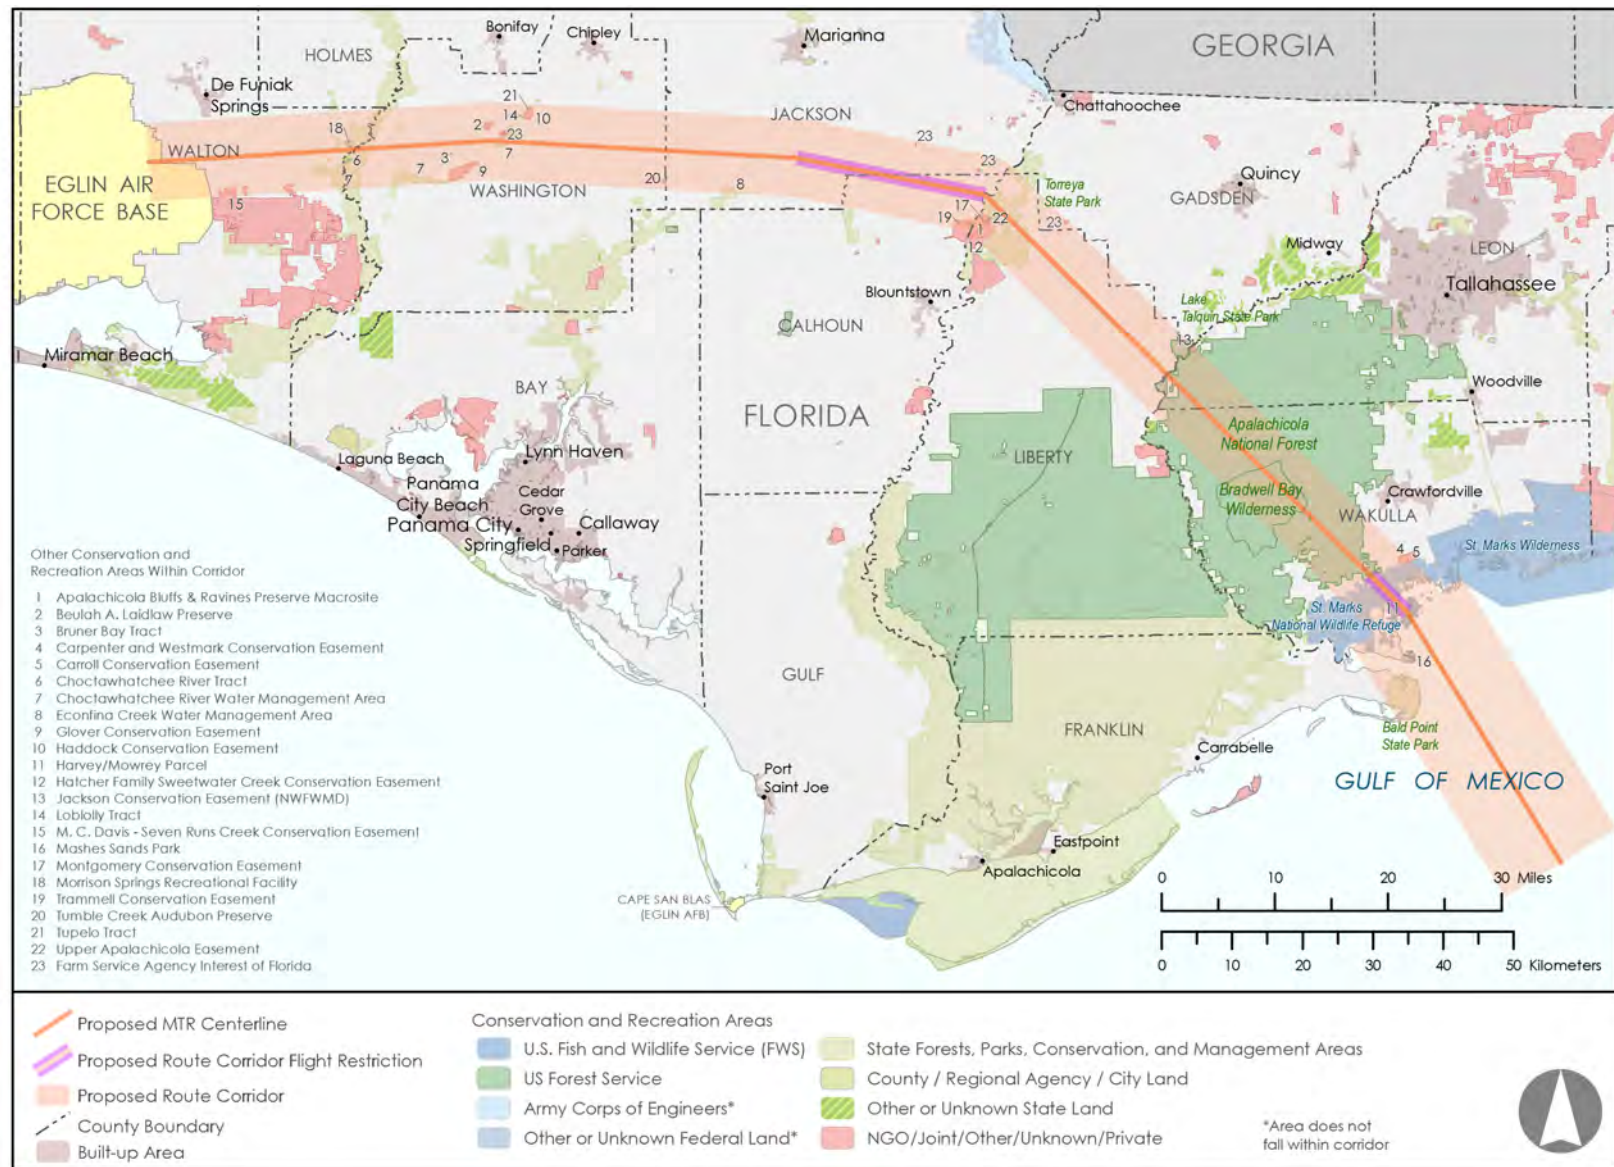 Bonifay
Chipley
Marianna
GEORGIA
HOLMES
De Funiak
Springs
21
14
10
JACKSON
Chattahoochee
18
2
23
23
WALTON
6
3
7
23
7
7
9
WASHINGTON
20
8
EGLIN AIR
FORCE BASE
15
Torreya
State Park
Quincy
GADSDEN
17
19
22
1
23
12
Midway
LEON
Tallahassee
Blountstown
Lake
Talquin State Park
CALHOUN
13
Miramar Beach
Woodville
BAY
FLORIDA
Apalachicola
National Forest
Laguna Beach
Lynn Haven
LIBERTY
Panama
City Beach
Cedar
Grove
Bradwell Bay
Wilderness
Crawfordville
WAKULLA
Panama City
Callaway
Springfield
Parker
4
5
St. Marks Wilderness
St. Marks
National Wildlife Refuge
11
16
GULF
FRANKLIN
Bald Point
State Park
Carrabelle
Port
Saint Joe
GULF OF MEXICO
Eastpoint
Apalachicola
CAPE SAN BLAS
(EGLIN AFB)
0 10 20 30 Miles
0 10 20 30 40 50 Kilometers
Other Conservation and
Recreation Areas Within Corridor
1 Apalachicola Bluffs & Ravines Preserve Macrosite
2 Beulah A. Laidlaw Preserve
3 Bruner Bay Tract
4 Carpenter and Westmark Conservation Easement
5 Carroll Conservation Easement
6 Choctawhatchee River Tract
7 Choctawhatchee River Water Management Area
8 Econfina Creek Water Management Area
9 Glover Conservation Easement
10 Haddock Conservation Easement
11 Harvey/Mowrey Parcel
12 Hatcher Family Sweetwater Creek Conservation Easement
13 Jackson Conservation Easement (NWFWMD)
14 Loblolly Tract
15 M. C. Davis - Seven Runs Creek Conservation Easement
16 Mashes Sands Park
17 Montgomery Conservation Easement
18 Morrison Springs Recreational Facility
19 Trammell Conservation Easement
20 Tumble Creek Audubon Preserve
21 Tupelo Tract
22 Upper Apalachicola Easement
23 Farm Service Agency Interest of Florida
Proposed MTR Centerline
Proposed Route Corridor Flight Restriction
Proposed Route Corridor
County Boundary
Built-up Area
Conservation and Recreation Areas
U.S. Fish and Wildlife Service (FWS)
US Forest Service
Army Corps of Engineers*
Other or Unknown Federal Land*
State Forests, Parks, Conservation, and Management Areas
County / Regional Agency / City Land
Other or Unknown State Land
NGO/Joint/Other/Unknown/Private
*Area does not
fall within corridor